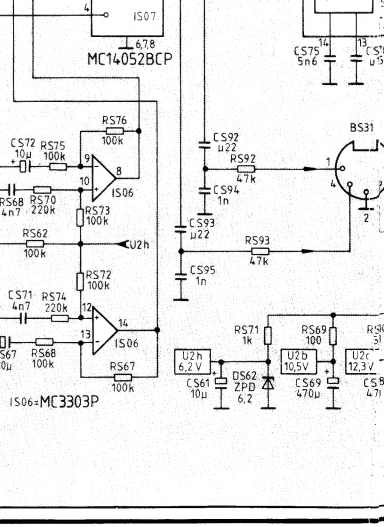 4
IS07
6,7,8
MC14052BCP
14
13
CS75
5n6
RS76
100k
CS72
10µ
RS75
100k
9
8
10
IS06
RS68
4n7
RS70
220k
RS73
100k
RS62
100k
U2h
RS72
100k
CS71
4n7
RS74
220k
12
14
13
IS06
RS68
100k
RS67
100k
IS06=MC3303P
CS92
µ22
RS92
47k
CS94
1n
CS93
µ22
RS93
47k
CS95
1n
BS31
1
4
2
RS71
1k
RS69
100
U2h
6,2V
U2b
10,5V
U2c
12,3V
CS61
10µ
DS62
ZPD
6,2
CS69
470µ